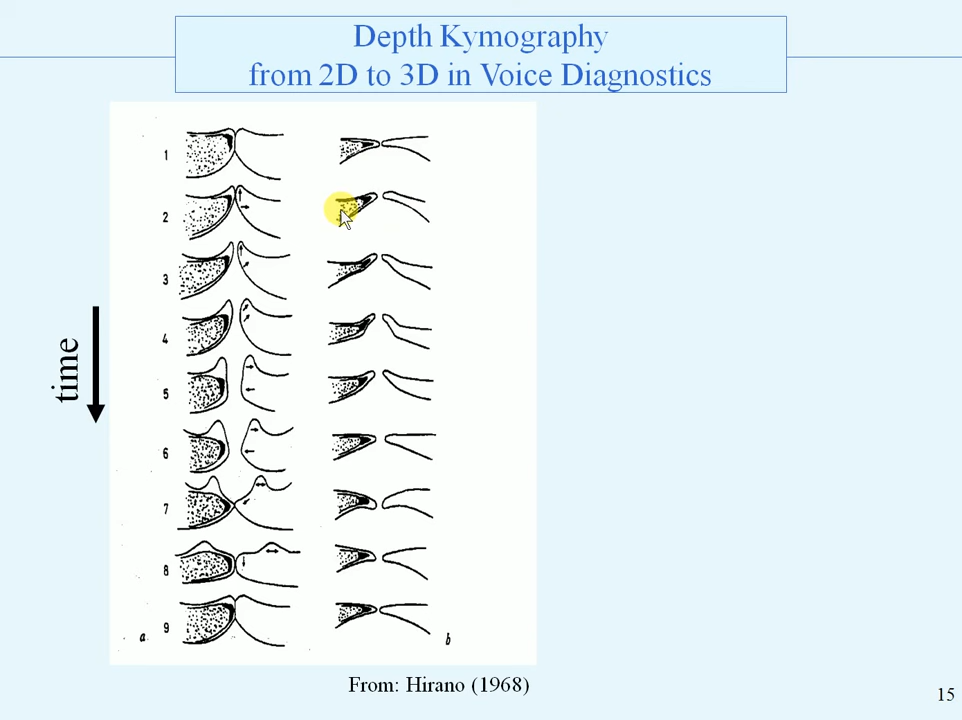 Depth Kymography
from 2D to 3D in Voice Diagnostics
time
1
2
3
4
5
6
7
8
9
a
b
From: Hirano (1968)
15